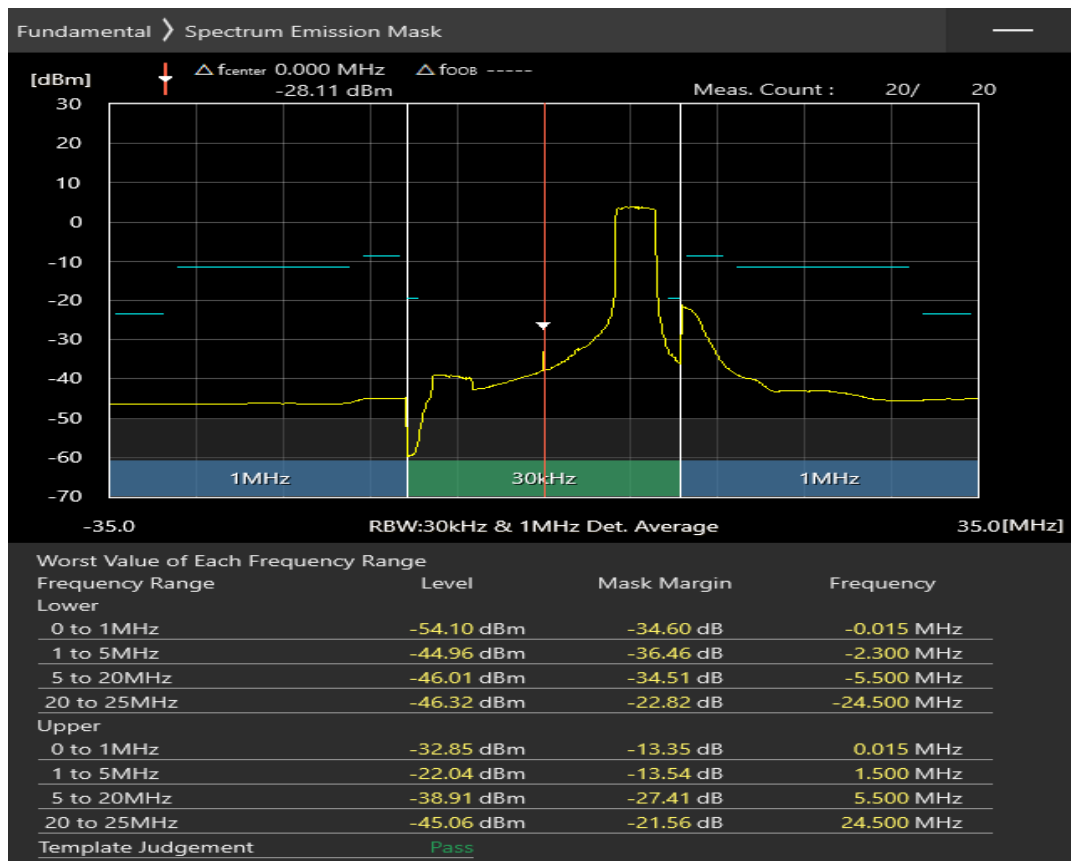 Fundamental ❯ Spectrum Emission Mask
[dBm] △ fcenter 0.000 MHz △ fOOB -----
-28.11 dBm Meas. Count : 20/ 20
30
20
10
0
-10
-20
-30
-40
-50
-60
1MHz 30kHz 1MHz
-70
-35.0 RBW:30kHz & 1MHz Det. Average 35.0[MHz]
Worst Value of Each Frequency Range
Frequency Range Level Mask Margin Frequency
Lower
0 to 1MHz -54.10 dBm -34.60 dB -0.015 MHz
1 to 5MHz -44.96 dBm -36.46 dB -2.300 MHz
5 to 20MHz -46.01 dBm -34.51 dB -5.500 MHz
20 to 25MHz -46.32 dBm -22.82 dB -24.500 MHz
Upper
0 to 1MHz -32.85 dBm -13.35 dB 0.015 MHz
1 to 5MHz -22.04 dBm -13.54 dB 1.500 MHz
5 to 20MHz -38.91 dBm -27.41 dB 5.500 MHz
20 to 25MHz -45.06 dBm -21.56 dB 24.500 MHz
Template Judgement Pass